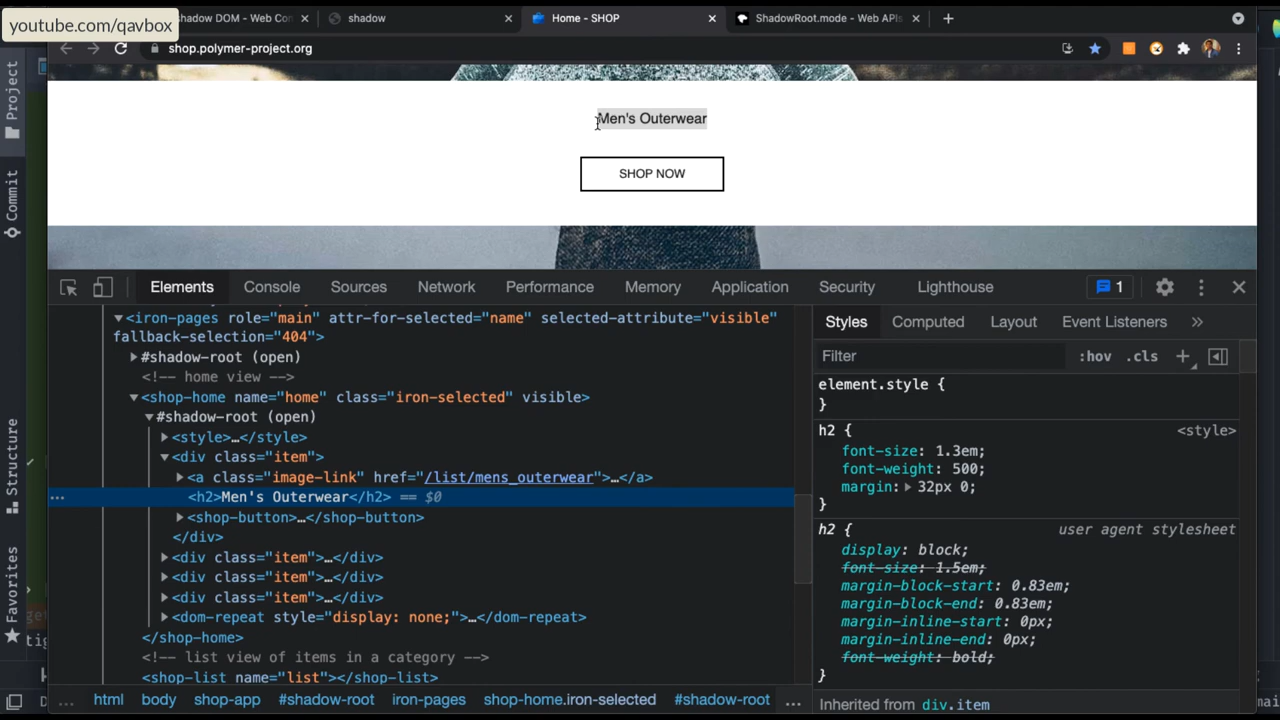 youtube.com/qavbox
shadow DOM - Web Con
shadow
Home - SHOP
ShadowRoot.mode - Web APIs
shop.polymer-project.org
Men's Outerwear
SHOP NOW
Project
Commit
Structure
Favorites
Elements
Console
Sources
Network
Performance
Memory
Application
Security
Lighthouse
1
<iron-pages role="main" attr-for-selected="name" selected-attribute="visible"
fallback-selection="404">
#shadow-root (open)
<!-- home view -->
<shop-home name="home" class="iron-selected" visible>
#shadow-root (open)
<style>…</style>
<div class="item">
<a class="image-link" href="/list/mens_outerwear">…</a>
<h2>Men's Outerwear</h2> == $0
<shop-button>…</shop-button>
</div>
<div class="item">…</div>
<div class="item">…</div>
<div class="item">…</div>
<dom-repeat style="display: none;">…</dom-repeat>
</shop-home>
<!-- list view of items in a category -->
<shop-list name="list"></shop-list>
… html body shop-app #shadow-root iron-pages shop-home.iron-selected #shadow-root …
Styles
Computed
Layout
Event Listeners
Filter
:hov .cls
element.style {
}
h2 { <style>
font-size: 1.3em;
font-weight: 500;
margin: 32px 0;
}
h2 { user agent stylesheet
display: block;
font-size: 1.5em;
margin-block-start: 0.83em;
margin-block-end: 0.83em;
margin-inline-start: 0px;
margin-inline-end: 0px;
font-weight: bold;
}
Inherited from div.item